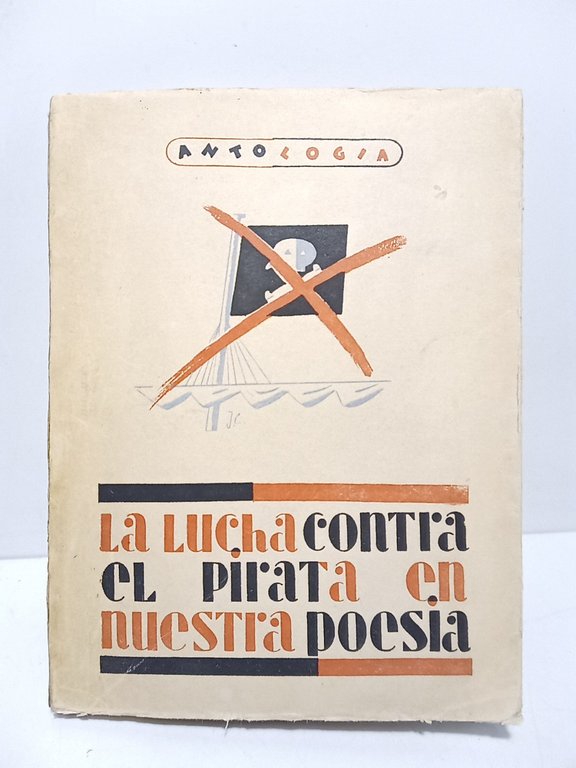 ANTOLOGIA
La Lucha contra
el pirata en
nuestra poesia